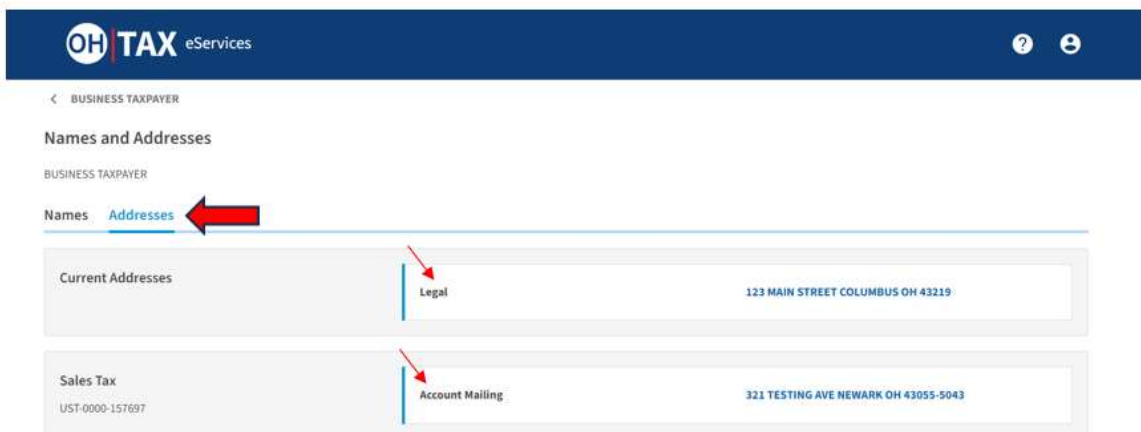 OH|TAX eService​s
< BUSINESS TAXPAYER
Names and Addresses
BUSINESS TAXPAYER
Names Addresses
Current Addresses
Legal 123 MAIN STREET COLUMBUS OH 43219
Sales Tax
Account Mailing 321 TESTING AVE NEWARK OH 43055-5043
UST-0000-157697